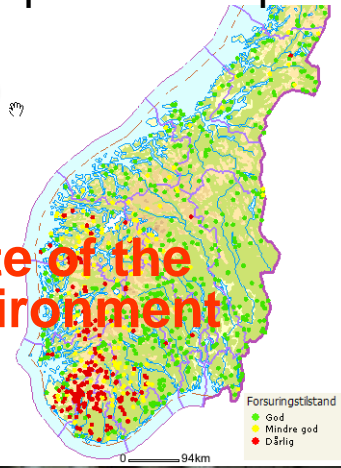 te of the
ironment
Forsuringstilstand
God
Mindre god
Dårlig
0 94km